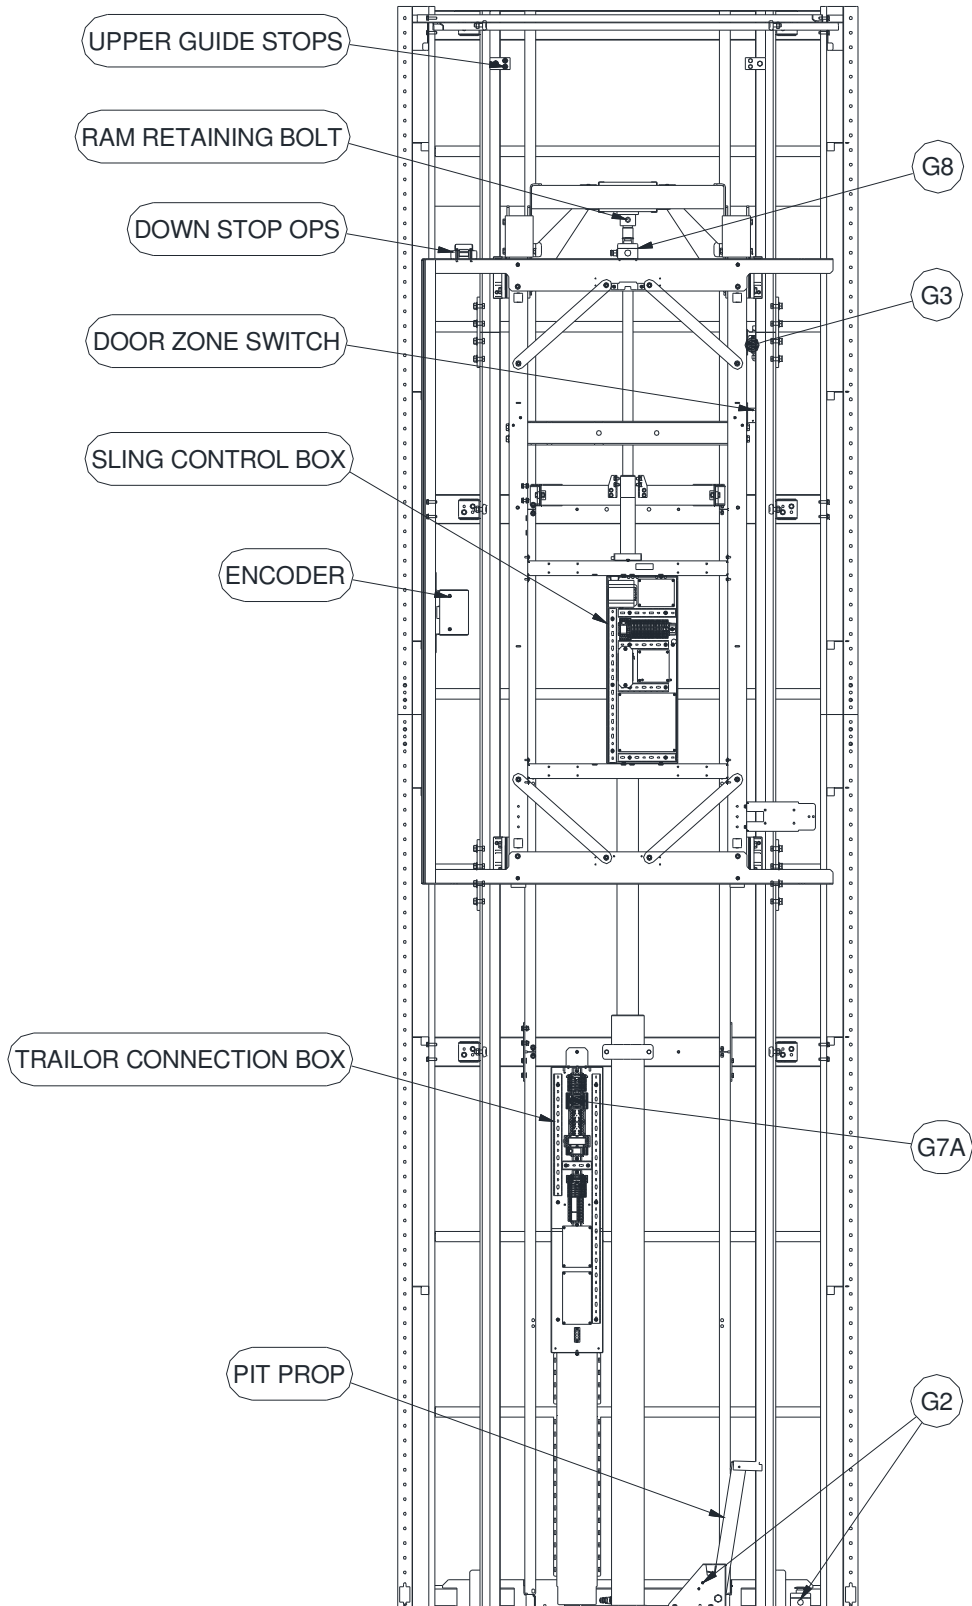 UPPER GUIDE STOPS
RAM RETAINING BOLT
G8
DOWN STOP OPS
G3
DOOR ZONE SWITCH
SLING CONTROL BOX
ENCODER
TRAILOR CONNECTION BOX
G7A
PIT PROP
G2